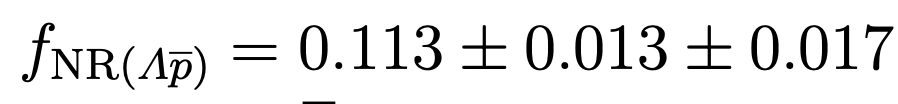 f_{NR(Λp̅)} = 0.113 ± 0.013 ± 0.017